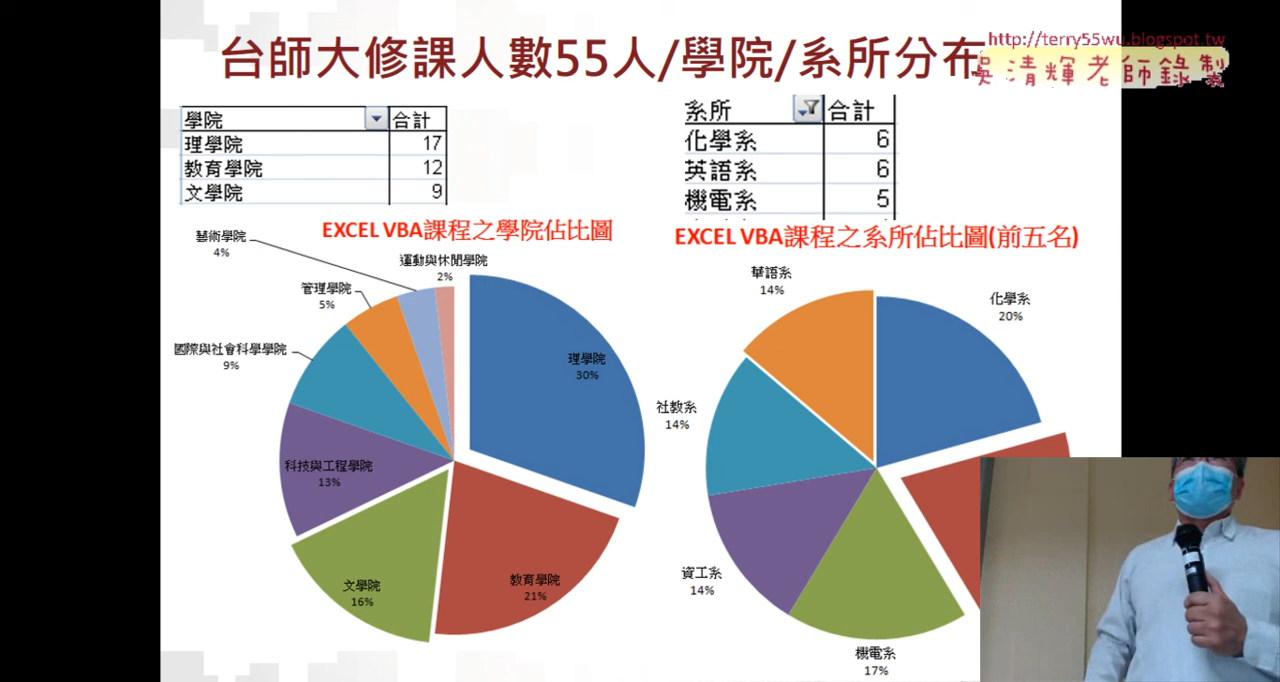 台師大修課人數55人/學院/系所分布
http://terry55wu.blogspot.tw
吳清輝老師錄製
學院 合計
理學院 17
教育學院 12
文學院 9
系所 合計
化學系 6
英語系 6
機電系 5
EXCEL VBA課程之學院佔比圖
藝術學院
4%
運動與休閒學院
2%
管理學院
5%
國際與社會科學學院
9%
理學院
30%
科技與工程學院
13%
文學院
16%
教育學院
21%
EXCEL VBA課程之系所佔比圖(前五名)
華語系
14%
化學系
20%
社教系
14%
資工系
14%
機電系
17%